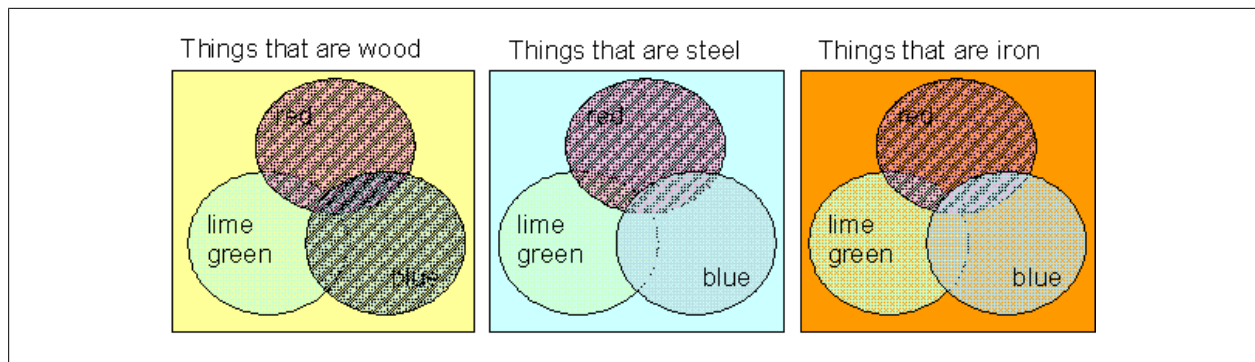 Things that are wood
Things that are steel
Things that are iron
red
red
red
lime
green
blue
lime
green
blue
lime
green
blue